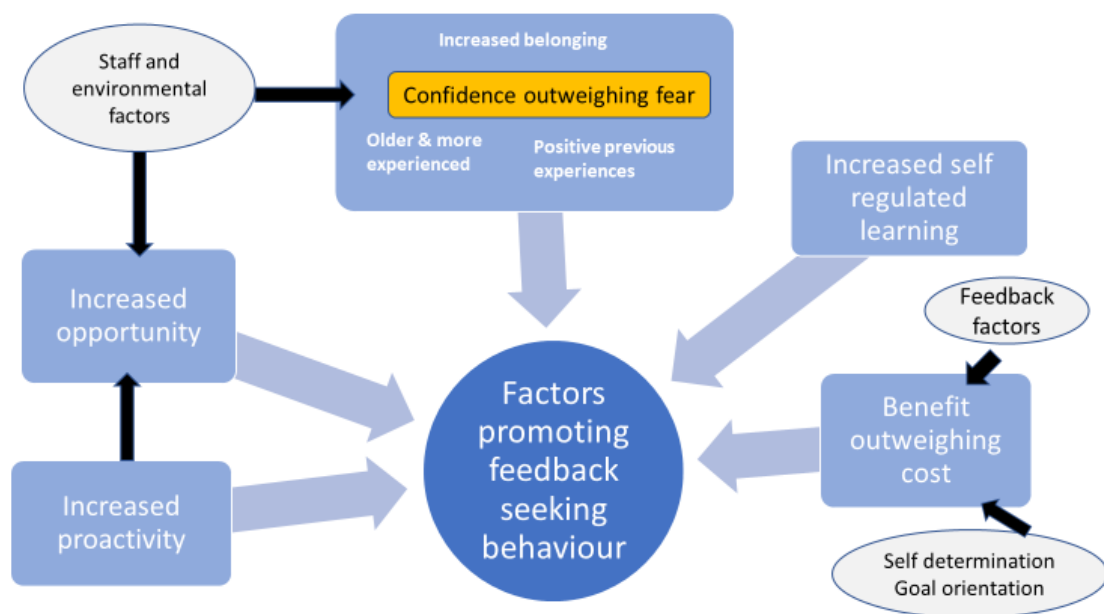 Staff and
environmental
factors
Increased belonging
Confidence outweighing fear
Older & more
experienced
Positive previous
experiences
Increased self
regulated
learning
Increased
opportunity
Feedback
factors
Factors
promoting
feedback
seeking
behaviour
Benefit
outweighing
cost
Increased
proactivity
Self determination
Goal orientation